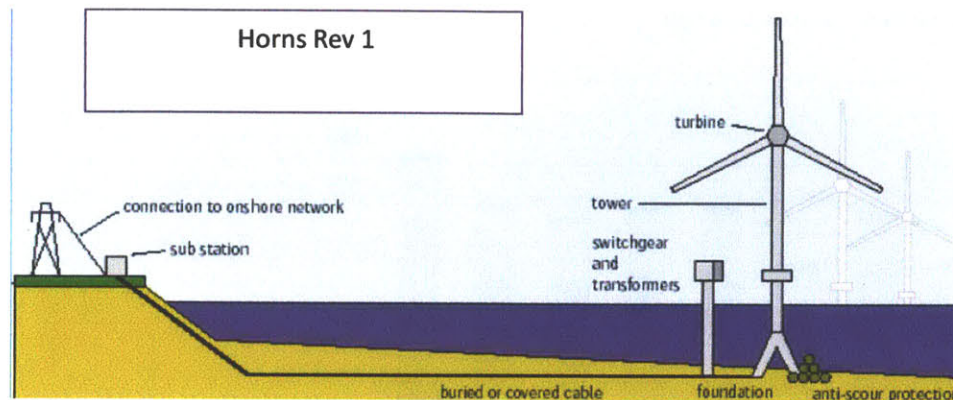 Horns Rev 1
turbine
connection to onshore network
tower
sub station
switchgear
and
transformers
buried or covered cable
foundation
anti-scour protection